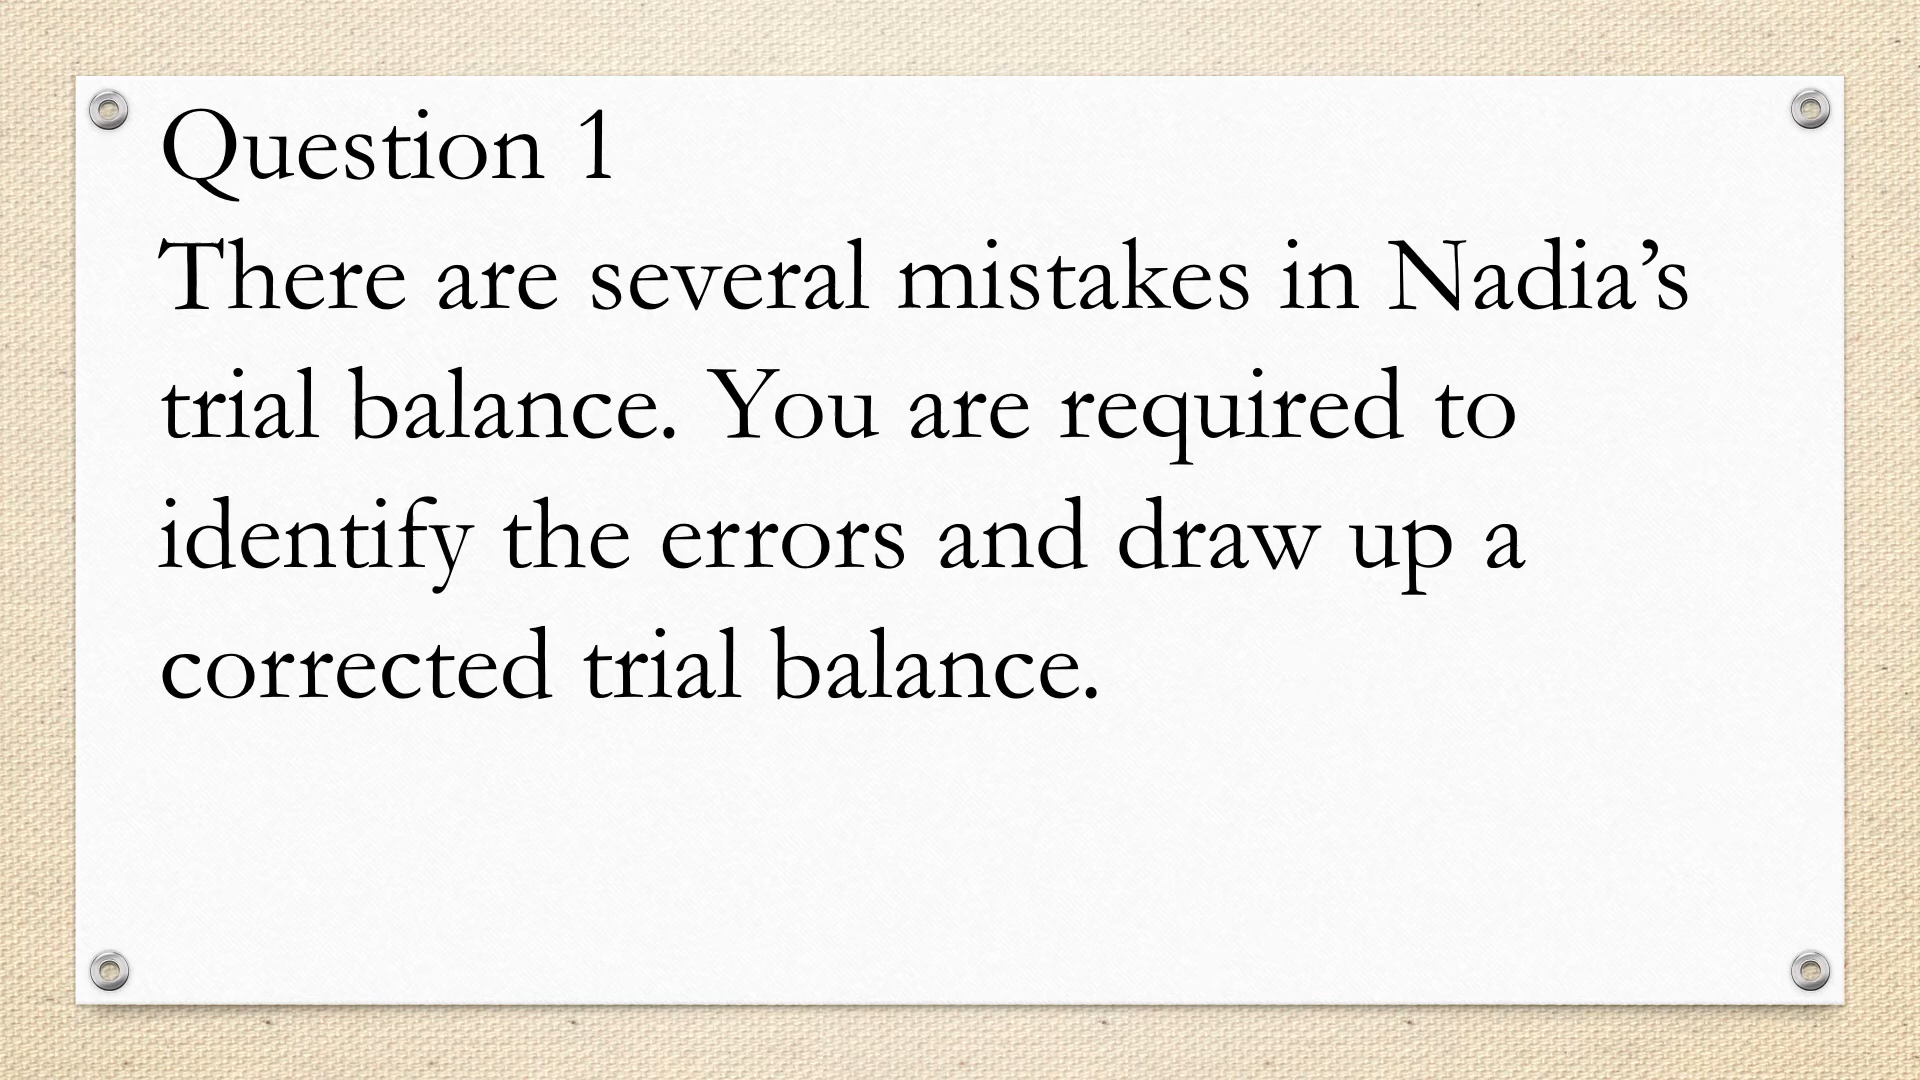 Question 1
There are several mistakes in Nadia’s
trial balance. You are required to
identify the errors and draw up a
corrected trial balance.